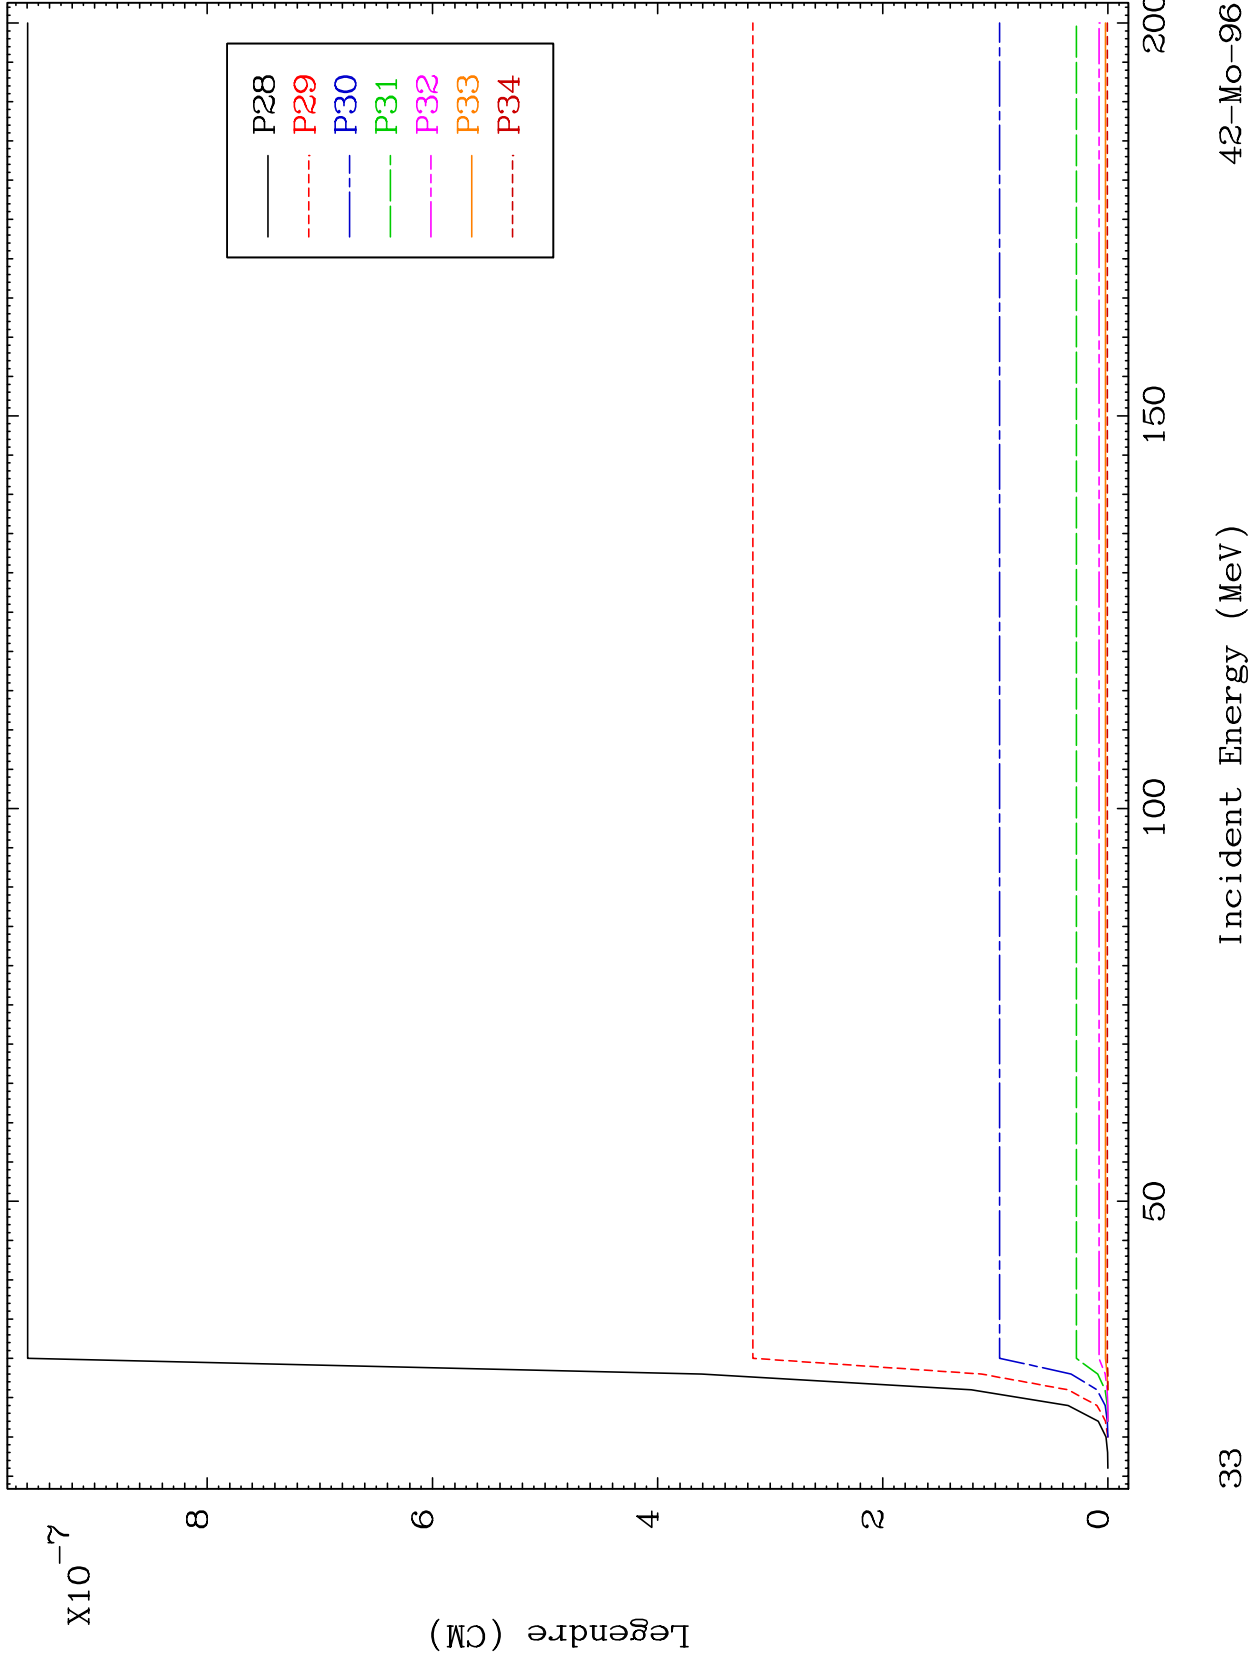 X10-7
8
6
4
2
0
Legendre (CM)
P28
P29
P30
P31
P32
P33
P34
50
100
150
200
Incident Energy (MeV)
33
42-Mo-96